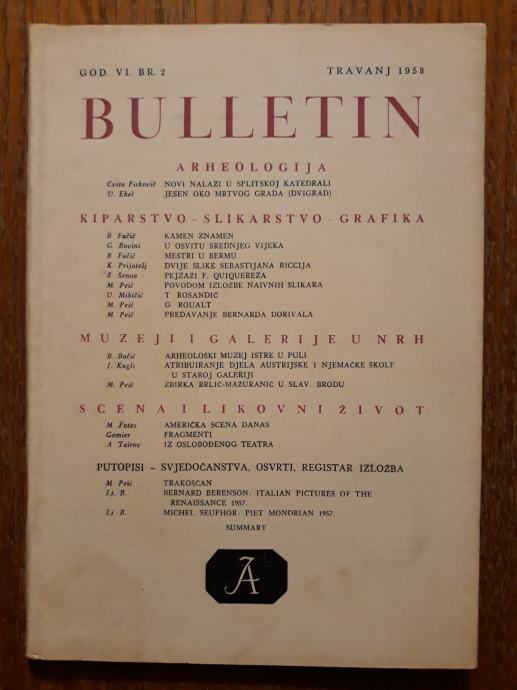 GOD. VI. BR. 2 TRAVANJ 1958
BULLETIN
ARHEOLOGIJA
Cvito Fisković NOVI NALAZI U SPLITSKOJ KATEDRALI
U. Ekel JESEN OKO MRTVOG GRADA (DVIGRAD)
KIPARSTVO – SLIKARSTVO – GRAFIKA
B Fučić KAMEN ZNAMEN
G. Bovini U OSVITU SREDNJEG VIJEKA
B Fučić MEŠTRI U BERMU
K Prijatelj DVIJE SLIKE SEBASTIJANA RICCIJA
Z Šenoa PEJZAŽI F. QUIQUEREZA
M. Peić POVODOM IZLOŽBE NAIVNIH SLIKARA
U. Mihičić T ROSANDIĆ
M. Peić G ROUALT
M. Peić PREDAVANJE BERNARDA DORIVALA
MUZEJI I GALERIJE U NRH
B. Bačić ARHEOLOŠKI MUZEJ ISTRE U PULI
J. Kugli ATRIBUIRANJE DJELA AUSTRIJSKE I NJEMAČKE ŠKOLE
U STAROJ GALERIJI
M. Peić ZBIRKA BRLIĆ-MAŽURANIĆ U SLAV. BRODU
SCENA I LIKOVNI ŽIVOT
M Fotez AMERIČKA SCENA DANAS
Gemier FRAGMENTI
A Tairov IZ OSLOBOĐENOG TEATRA
PUTOPISI – SVJEDOČANSTVA, OSVRTI, REGISTAR IZLOŽBA
M Peić TRAKOŠĆAN
Lj. B. BERNARD BERENSON: ITALIAN PICTURES OF THE
RENAISSANCE 1957.
Lj B. MICHEL SEUPHOR: PIET MONDRIAN 1957.
SUMMARY
JA